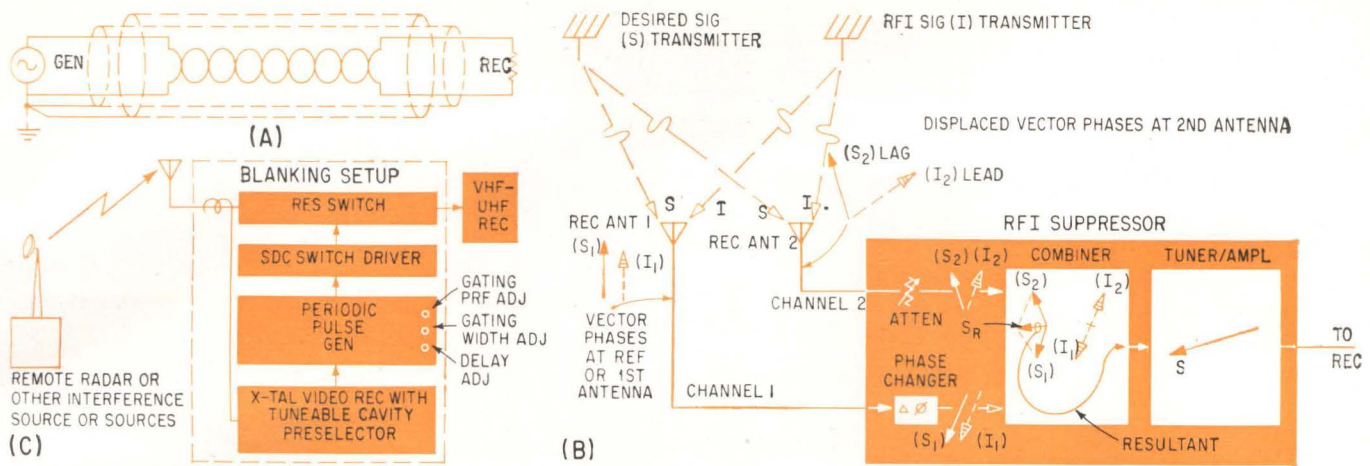 GEN
REC
(A)
BLANKING SETUP
RES SWITCH
VHF-
UHF
REC
SDC SWITCH DRIVER
PERIODIC
PULSE
GEN
GATING
PRF ADJ
GATING
WIDTH ADJ
DELAY
ADJ
X-TAL VIDEO REC WITH
TUNEABLE CAVITY
PRESELECTOR
REMOTE RADAR OR
OTHER INTERFERENCE
SOURCE OR SOURCES
(C)
DESIRED SIG
(S) TRANSMITTER
RFI SIG (I) TRANSMITTER
DISPLACED VECTOR PHASES AT 2ND ANTENNA
(S2) LAG
(I2) LEAD
S
I
S
I
REC ANT 1
REC ANT 2
(S1)
(I1)
VECTOR
PHASES
AT REF
OR 1ST
ANTENNA
CHANNEL 2
CHANNEL 1
RFI SUPPRESSOR
COMBINER
TUNER/AMPL
(S2) (I2)
ATTEN
SR
(S2)
(I2)
(I1)
(S1)
PHASE
CHANGER
Δ Ø
(S1)
(I1)
RESULTANT
S
TO
REC
(B)